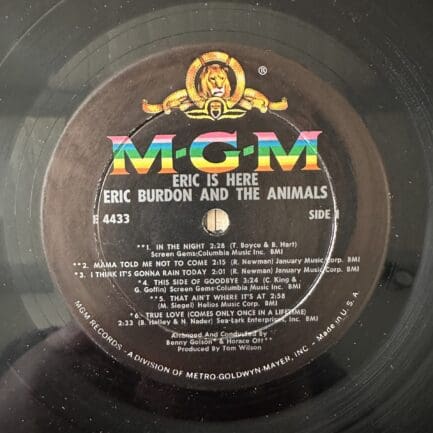 ®
M-G-M
ERIC IS HERE
ERIC BURDON AND THE ANIMALS
E 4433
SIDE 1
**1. IN THE NIGHT 2:28 (T. Boyce & B. Hart)
Screen Gems-Columbia Music Inc. BMI
**2. MAMA TOLD ME NOT TO COME 2:15 (R. Newman) January Music Corp. BMI
*3. I THINK IT'S GONNA RAIN TODAY 2:01 (R. Newman) January Music Corp. BMI
*4. THIS SIDE OF GOODBYE 3:24 (C. King &
G. Goffin) Screen Gems-Columbia Music Inc. BMI
**5. THAT AIN'T WHERE IT'S AT 2:58
(M. Siegel) Helios Music Corp. BMI
*6. TRUE LOVE (COMES ONLY ONCE IN A LIFETIME)
2:33 (B. Halley & N. Nader) Sea-Lark Enterprises, Inc. BMI
Arranged and Conducted by
Benny Golson* & Horace Ott**
Produced By Tom Wilson
MGM RECORDS - A DIVISION OF METRO-GOLDWYN-MAYER, INC. - Made in U.S.A.